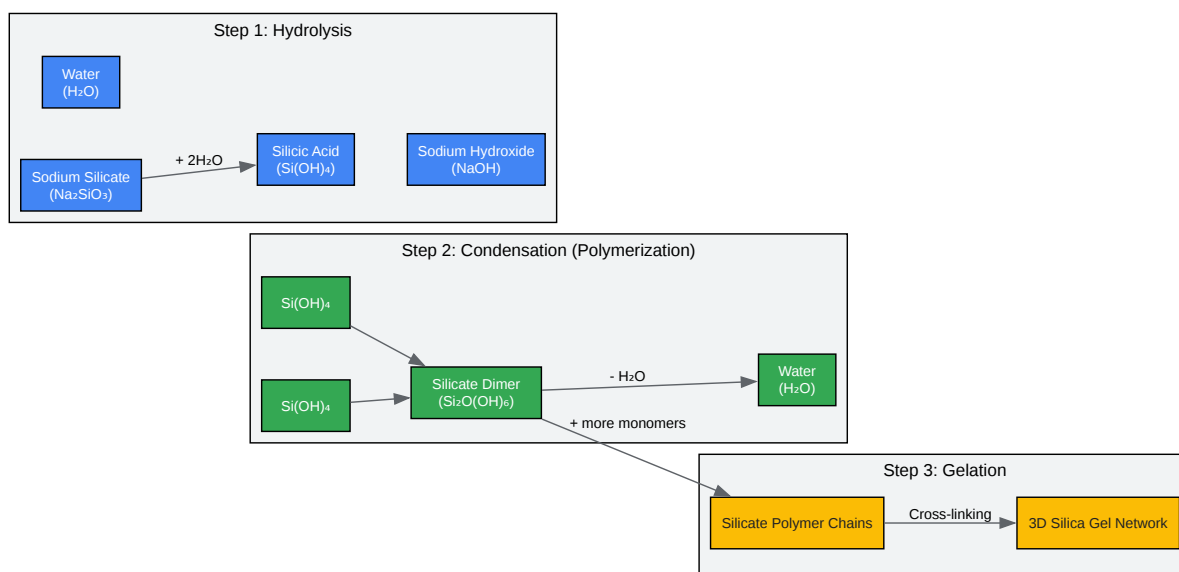 Step 1: Hydrolysis
Water
(H₂O)
Sodium Silicate
(Na₂SiO₃)
+ 2H₂O
Silicic Acid
(Si(OH)₄)
Sodium Hydroxide
(NaOH)
Step 2: Condensation (Polymerization)
Si(OH)₄
Si(OH)₄
Silicate Dimer
(Si₂O(OH)₆)
- H₂O
Water
(H₂O)
+ more monomers
Step 3: Gelation
Silicate Polymer Chains
Cross-linking
3D Silica Gel Network